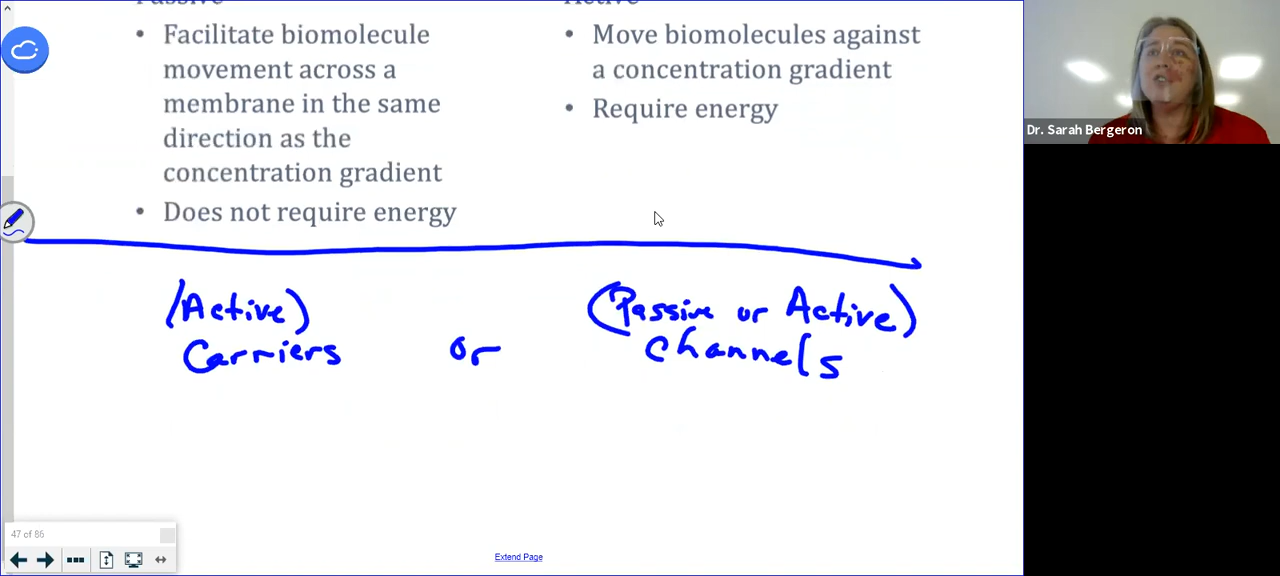 • Facilitate biomolecule
movement across a
membrane in the same
direction as the
concentration gradient
• Does not require energy
Active
• Move biomolecules against
a concentration gradient
• Require energy
(Active)
Carriers
or
(Passive or Active)
Channels
Dr. Sarah Bergeron
47 of 86
Extend Page